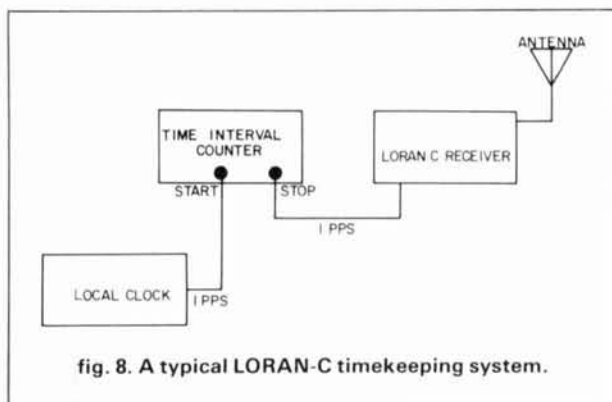 ANTENNA
TIME INTERVAL
COUNTER
START
STOP
LORAN C RECEIVER
1 PPS
LOCAL CLOCK
1 PPS
fig. 8. A typical LORAN-C timekeeping system.